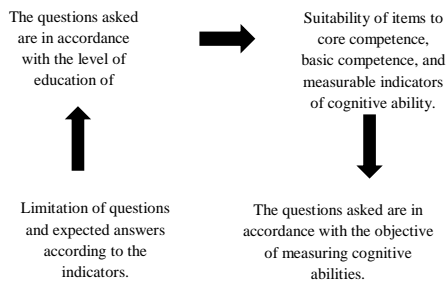 The questions asked
are in accordance
with the level of
education of
Suitability of items to
core competence,
basic competence, and
measurable indicators
of cognitive ability.
Limitation of questions
and expected answers
according to the
indicators.
The questions asked are in
accordance with the objective
of measuring cognitive
abilities.